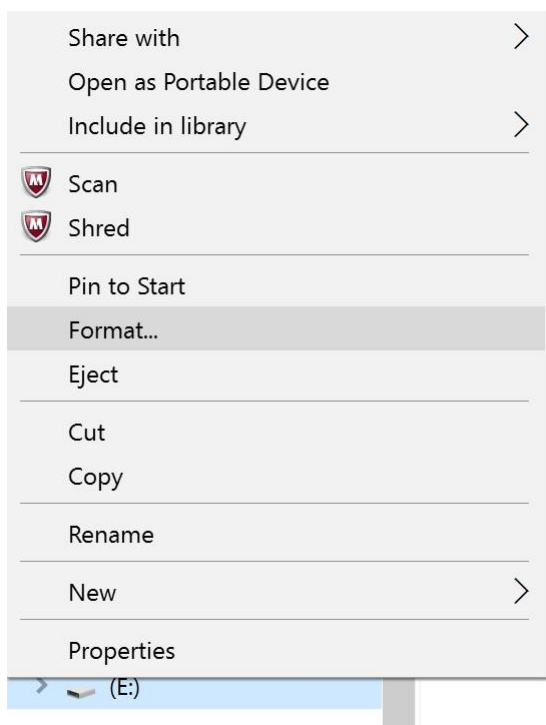 Share with
Open as Portable Device
Include in library
Scan
Shred
Pin to Start
Format...
Eject
Cut
Copy
Rename
New
Properties
(E:)